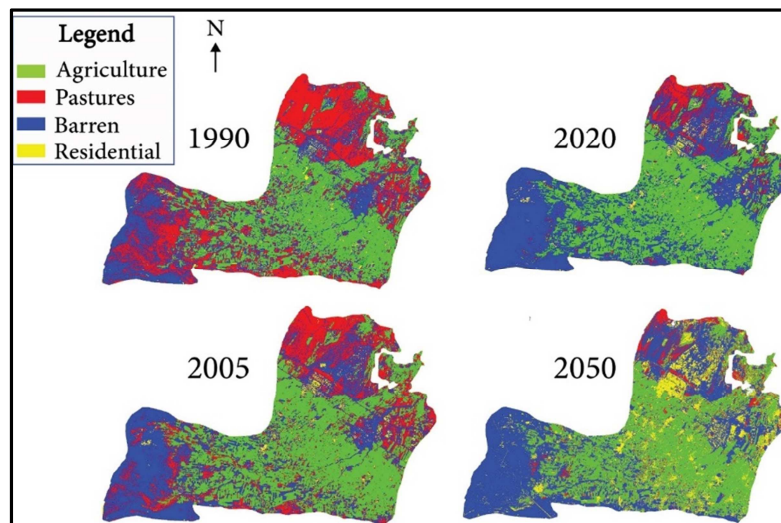 Legend
Agriculture
Pastures
Barren
Residential
N
1990
2020
2005
2050